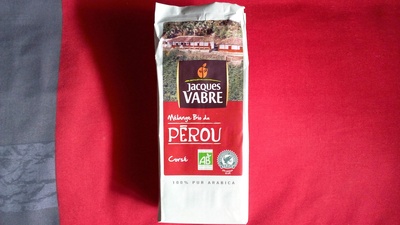 Jacques
VABRE
Mélange Bio du
PÉROU
Corsé
AB
100% PUR ARABICA